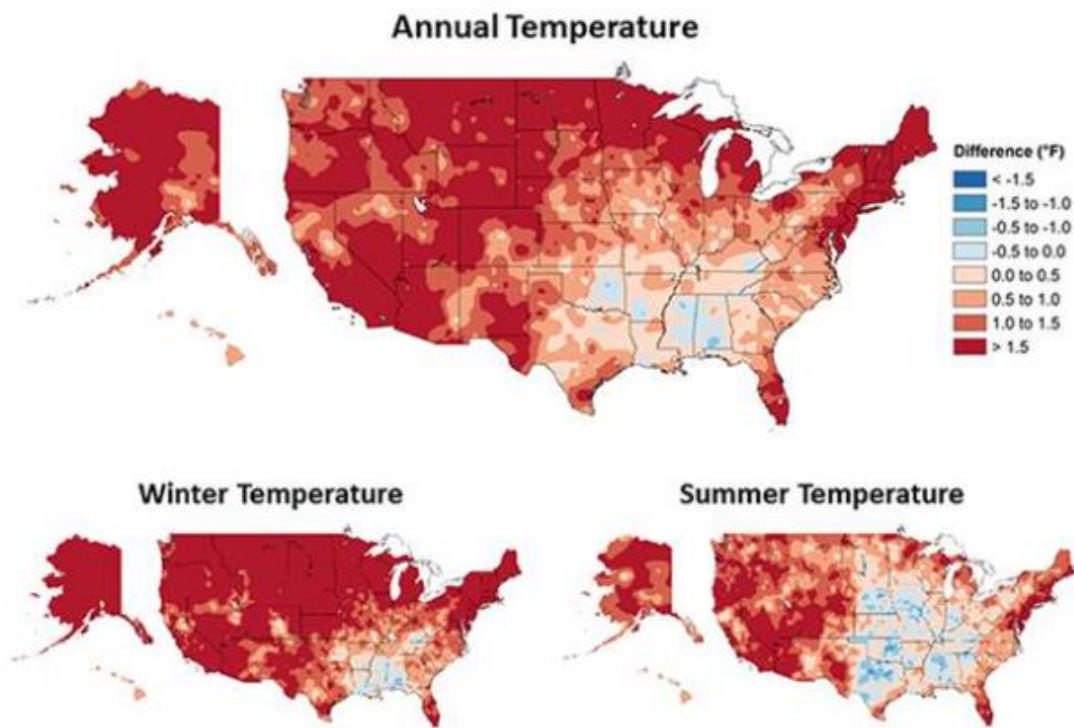 Annual Temperature
Difference (°F)
< -1.5
-1.5 to -1.0
-0.5 to -1.0
-0.5 to 0.0
0.0 to 0.5
0.5 to 1.0
1.0 to 1.5
> 1.5
Winter Temperature
Summer Temperature